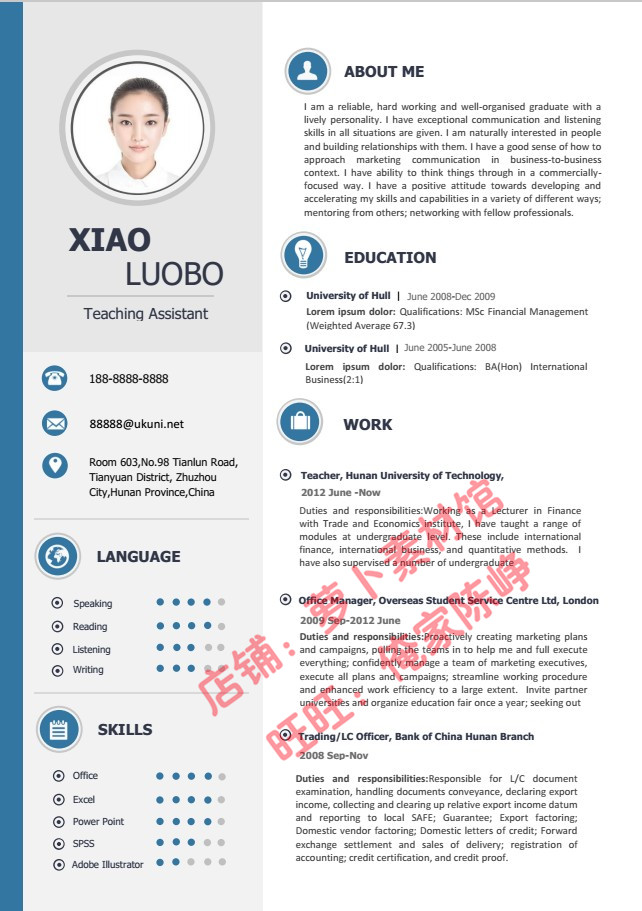 XIAO
LUOBO
Teaching Assistant
188-8888-8888
88888@ukuni.net
Room 603,No.98 Tianlun Road,
Tianyuan District, Zhuzhou
City,Hunan Province,China
LANGUAGE
Speaking
Reading
Listening
Writing
SKILLS
Office
Excel
Power Point
SPSS
Adobe Illustrator
ABOUT ME
I am a reliable, hard working and well-organised graduate with a
lively personality. I have exceptional communication and listening
skills in all situations are given. I am naturally interested in people
and building relationships with them. I have a good sense of how to
approach marketing communication in business-to-business
context. I have ability to think things through in a commercially-
focused way. I have a positive attitude towards developing and
accelerating my skills and capabilities in a variety of different ways;
mentoring from others; networking with fellow professionals.
EDUCATION
University of Hull | June 2008-Dec 2009
Lorem ipsum dolor: Qualifications: MSc Financial Management
(Weighted Average 67.3)
University of Hull | June 2005-June 2008
Lorem ipsum dolor: Qualifications: BA(Hon) International
Business(2:1)
WORK
Teacher, Hunan University of Technology,
2012 June -Now
Duties and responsibilities:Working as a Lecturer in Finance
with Trade and Economics institute, I have taught a range of
modules at undergraduate level. These include international
finance, international business, and quantitative methods. I
have also supervised a number of undergraduate
Office Manager, Overseas Student Service Centre Ltd, London
2009 Sep-2012 June
Duties and responsibilities:Proactively creating marketing plans
and campaigns, pulling the teams in to help me and full execute
everything; confidently manage a team of marketing executives,
execute all plans and campaigns; streamline working procedure
and enhanced work efficiency to a large extent. Invite partner
universities and organize education fair once a year; seeking out
Trading/LC Officer, Bank of China Hunan Branch
2008 Sep-Nov
Duties and responsibilities:Responsible for L/C document
examination, handling documents conveyance, declaring export
income, collecting and clearing up relative export income datum
and reporting to local SAFE; Guarantee; Export factoring;
Domestic vendor factoring; Domestic letters of credit; Forward
exchange settlement and sales of delivery; registration of
accounting; credit certification, and credit proof.
店铺：萝卜素材馆
旺旺：俺家陈峥